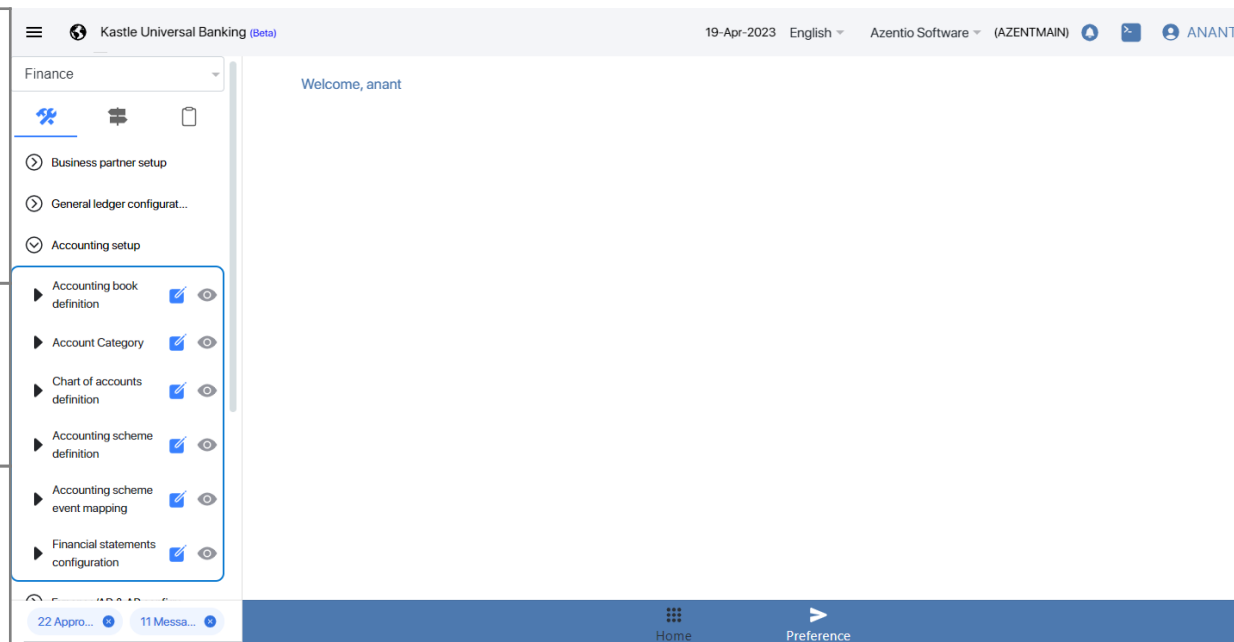 Kastle Universal Banking (Beta)
19-Apr-2023 English Azentio Software (AZENTMAIN) ANANT
Finance
Welcome, anant
Business partner setup
General ledger configurat...
Accounting setup
Accounting book
definition
Account Category
Chart of accounts
definition
Accounting scheme
definition
Accounting scheme
event mapping
Financial statements
configuration
22 Appro... 11 Messa...
Home Preference